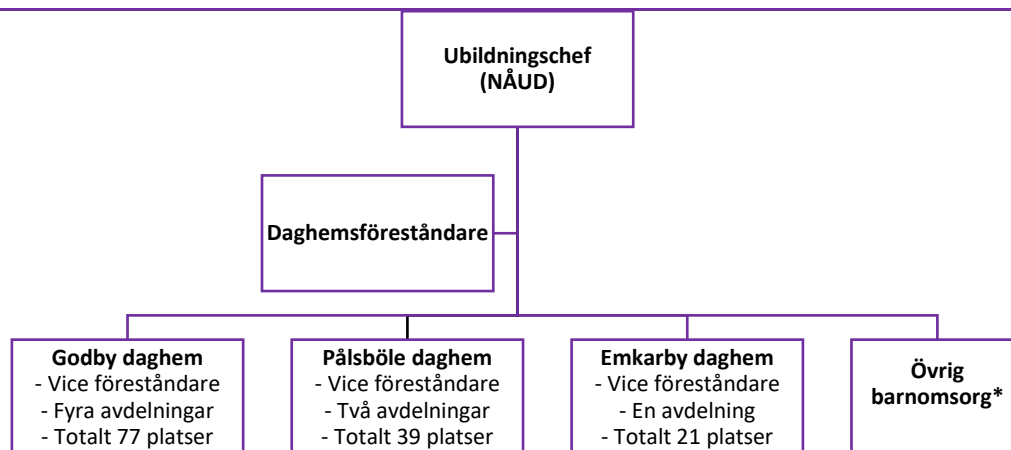 Ubildningschef
(NÅUD)
Daghemsföreståndare
Godby daghem
- Vice föreståndare
- Fyra avdelningar
- Totalt 77 platser
Pålsböle daghem
- Vice föreståndare
- Två avdelningar
- Totalt 39 platser
Emkarby daghem
- Vice föreståndare
- En avdelning
- Totalt 21 platser
Övrig
barnomsorg*